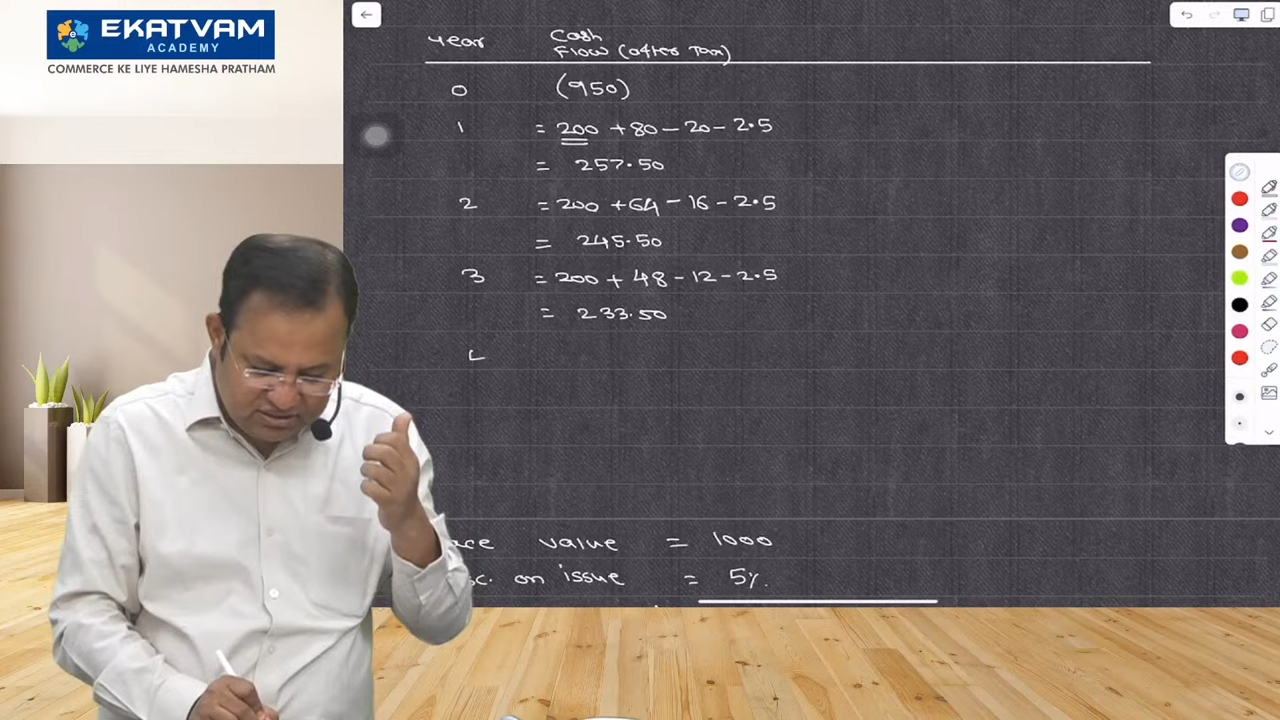 EKATVAM
ACADEMY
COMMERCE KE LIYE HAMESHA PRATHAM
Year Cash Flow (after Tax)
0 (950)
1 = 200 + 80 - 20 - 2.5
= 257.50
2 = 200 + 64 - 16 - 2.5
= 245.50
3 = 200 + 48 - 12 - 2.5
= 233.50
ace value = 1000
sc. on issue = 5%.